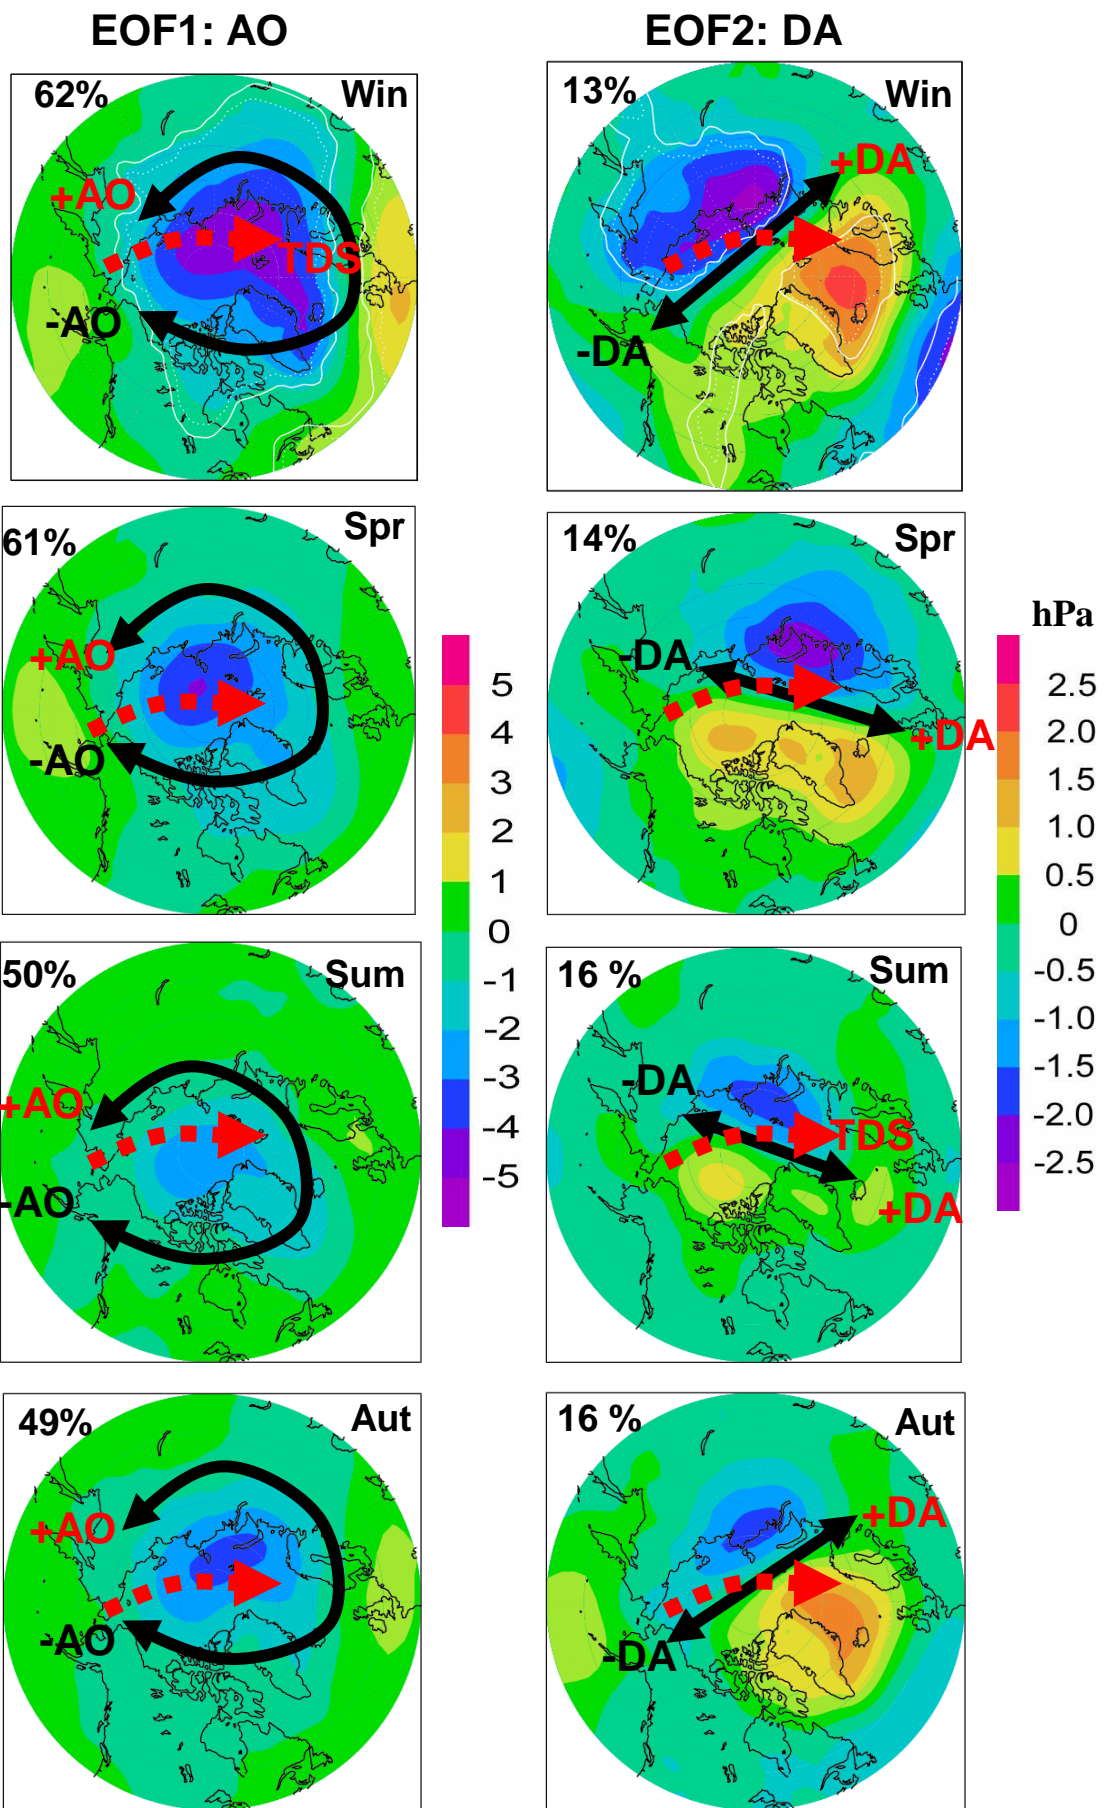 EOF1: AO
EOF2: DA
62%
Win
+AO
TDS
-AO
13%
Win
+DA
-DA
61%
Spr
+AO
-AO
14%
Spr
-DA
+DA
hPa
5
4
3
2
1
0
-1
-2
-3
-4
-5
2.5
2.0
1.5
1.0
0.5
0
-0.5
-1.0
-1.5
-2.0
-2.5
50%
Sum
+AO
-AO
16 %
Sum
-DA
TDS
+DA
49%
Aut
+AO
-AO
16 %
Aut
+DA
-DA